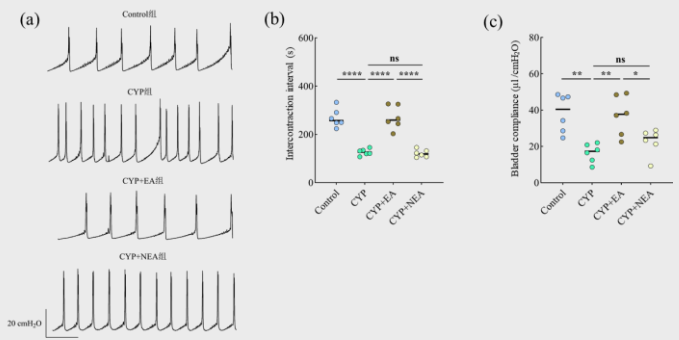 (a)
Control组
CYP组
CYP+EA组
CYP+NEA组
20 cmH₂O
(b)
Intercontraction interval (s)
600
400
200
0
ns
**** **** ****
Control
CYP
CYP+EA
CYP+NEA
(c)
Bladder compliance (μl/cmH₂O)
80
60
40
20
0
ns
** ** *
Control
CYP
CYP+EA
CYP+NEA